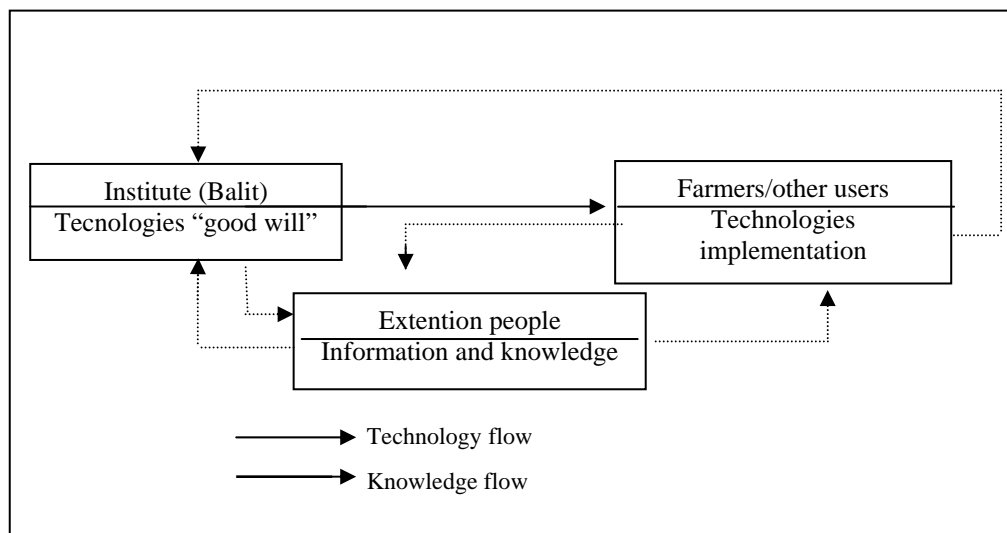 Institute (Balit)
Tecnologies “good will”
Farmers/other users
Technologies
implementation
Extention people
Information and knowledge
Technology flow
Knowledge flow